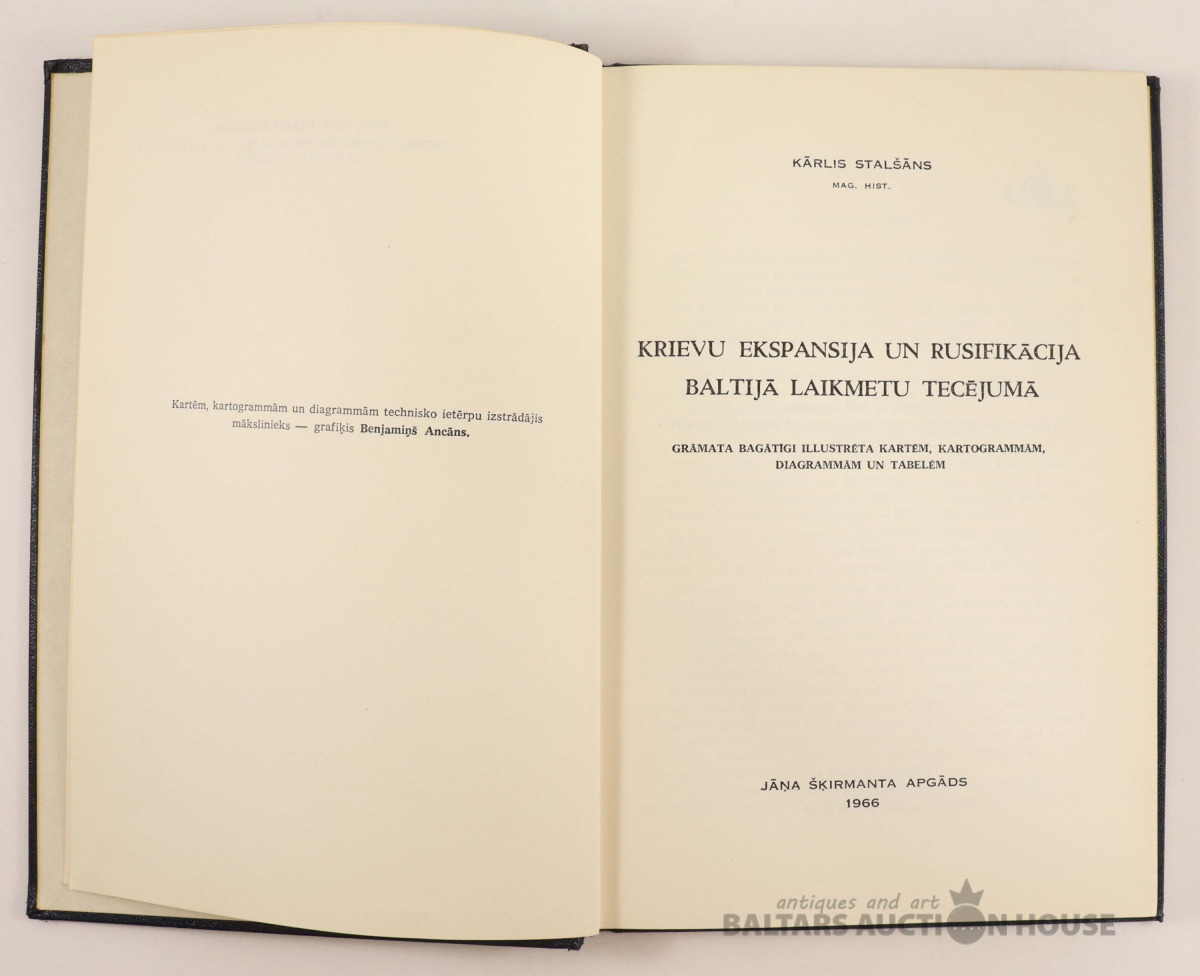 Kartēm, kartogrammām un diagrammām technisko ietērpu izstrādājis
mākslinieks — grafiķis Benjamiņš Ancāns.
KĀRLIS STALŠĀNS
MAG. HIST.
KRIEVU EKSPANSIJA UN RUSIFIKĀCIJA
BALTIJĀ LAIKMETU TECĒJUMĀ
GRĀMATA BAGĀTĪGI ILLUSTRĒTA KARTĒM, KARTOGRAMMĀM,
DIAGRAMMĀM UN TABELĒM
JĀŅA ŠĶIRMANTA APGĀDS
1966
antiques and art
BALTARS AUCTION HOUSE